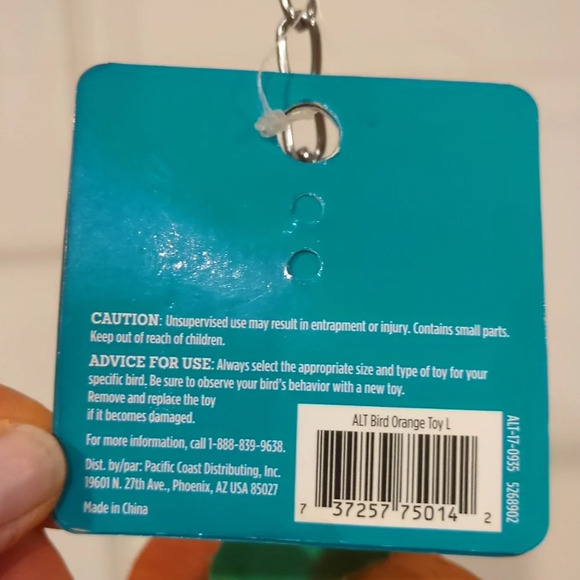 CAUTION: Unsupervised use may result in entrapment or injury. Contains small parts.
Keep out of reach of children.
ADVICE FOR USE: Always select the appropriate size and type of toy for your
specific bird. Be sure to observe your bird's behavior with a new toy.
Remove and replace the toy
if it becomes damaged.
For more information, call 1-888-839-9638.
Dist. by/par: Pacific Coast Distributing, Inc.
19601 N. 27th Ave., Phoenix, AZ USA 85027
Made in China
ALT Bird Orange Toy L
7 37257 75014 2
ALT-17-0935 5268902